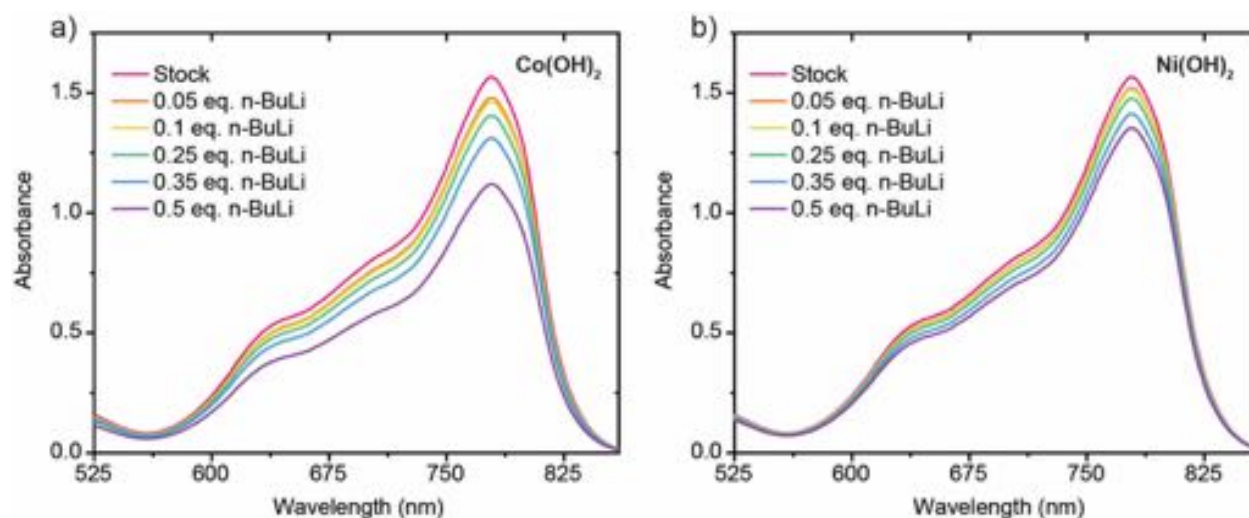 a)
Co(OH)2
Stock
0.05 eq. n-BuLi
0.1 eq. n-BuLi
0.25 eq. n-BuLi
0.35 eq. n-BuLi
0.5 eq. n-BuLi
Absorbance
1.5
1.0
0.5
0.0
525
600
675
750
825
Wavelength (nm)
b)
Ni(OH)2
Stock
0.05 eq. n-BuLi
0.1 eq. n-BuLi
0.25 eq. n-BuLi
0.35 eq. n-BuLi
0.5 eq. n-BuLi
Absorbance
1.5
1.0
0.5
0.0
525
600
675
750
825
Wavelength (nm)